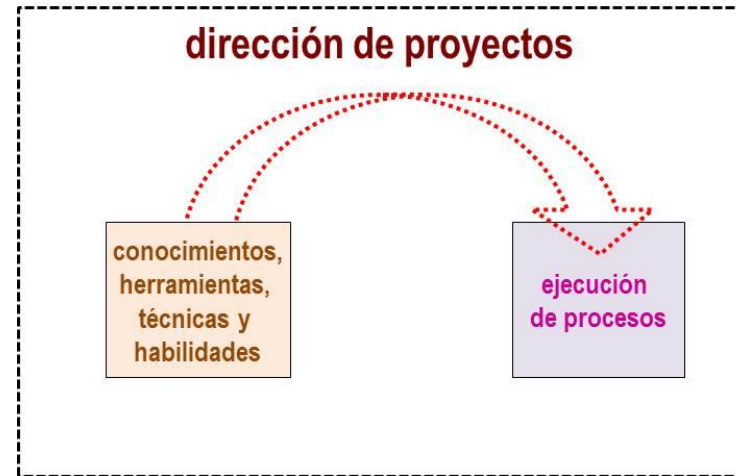 dirección de proyectos
conocimientos,
herramientas,
técnicas y
habilidades
ejecución
de procesos